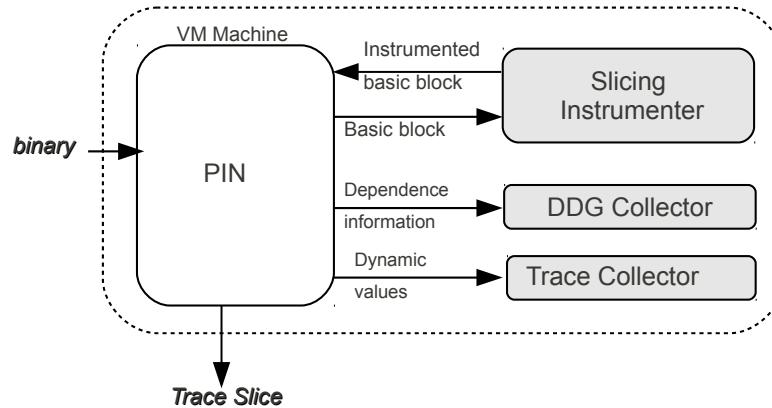 VM Machine
Instrumented
basic block
Slicing
Instrumenter
Basic block
binary
PIN
Dependence
information
DDG Collector
Dynamic
values
Trace Collector
Trace Slice